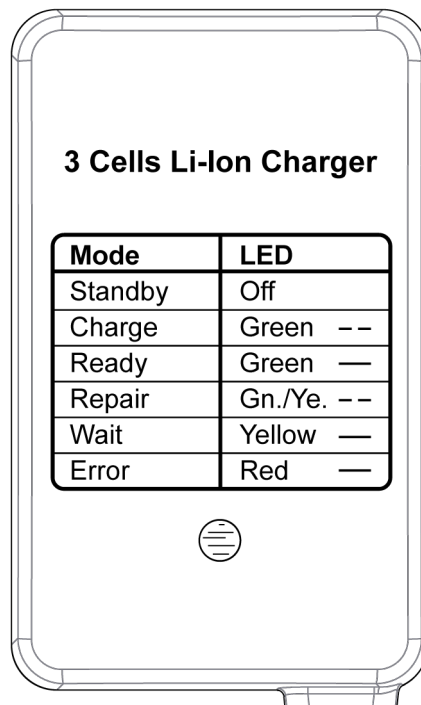 3 Cells Li-Ion Charger
Mode LED
Standby Off
Charge Green – –
Ready Green —
Repair Gn./Ye. – –
Wait Yellow —
Error Red —